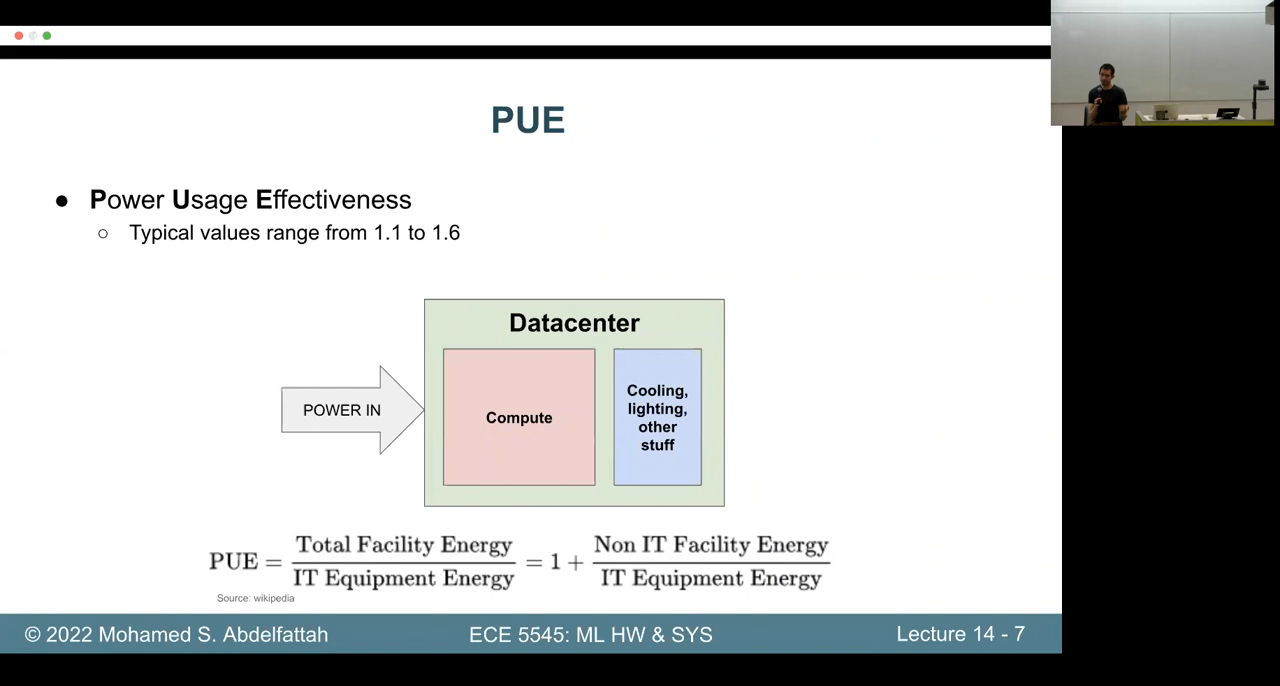 PUE
● Power Usage Effectiveness
○ Typical values range from 1.1 to 1.6
Datacenter
POWER IN
Compute
Cooling,
lighting,
other
stuff
PUE = Total Facility Energy / IT Equipment Energy = 1 + Non IT Facility Energy / IT Equipment Energy
Source: wikipedia
© 2022 Mohamed S. Abdelfattah ECE 5545: ML HW & SYS Lecture 14 - 7